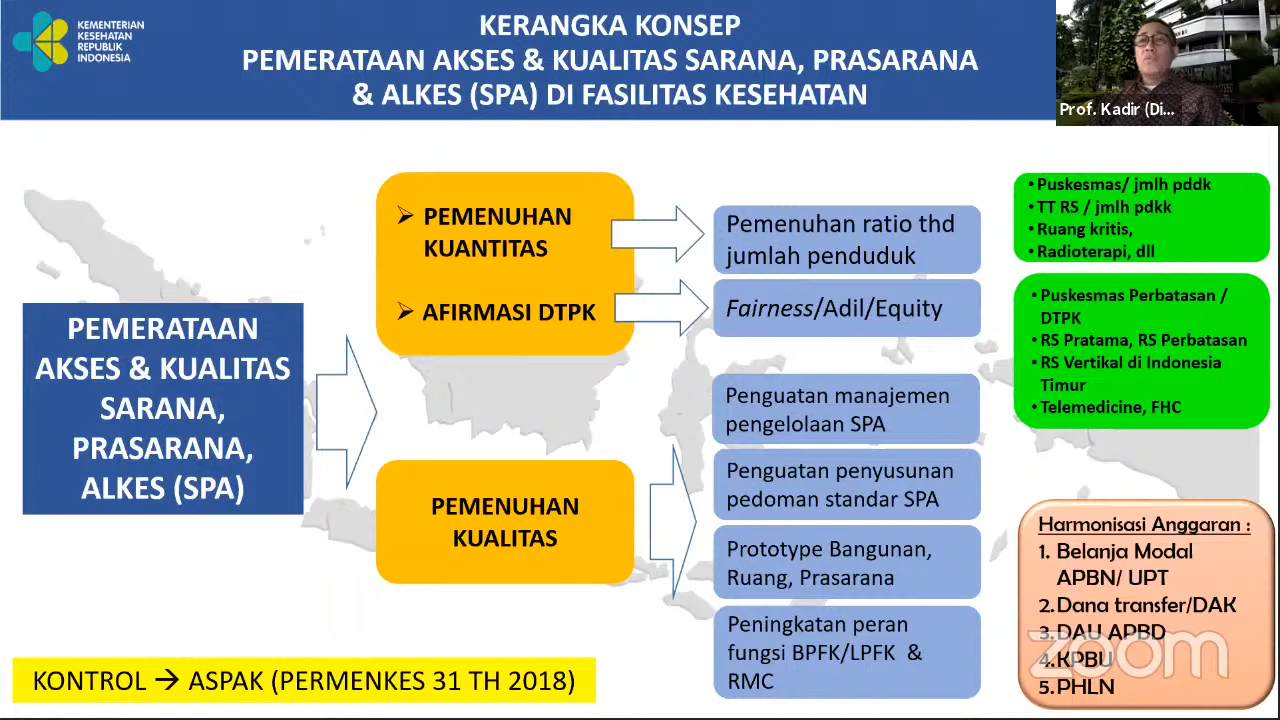 KEMENTERIAN
KESEHATAN
REPUBLIK
INDONESIA
KERANGKA KONSEP
PEMERATAAN AKSES & KUALITAS SARANA, PRASARANA
& ALKES (SPA) DI FASILITAS KESEHATAN
Prof. Kadir (Di...
PEMERATAAN
AKSES & KUALITAS
SARANA,
PRASARANA,
ALKES (SPA)
➢ PEMENUHAN
KUANTITAS
➢ AFIRMASI DTPK
PEMENUHAN
KUALITAS
Pemenuhan ratio thd
jumlah penduduk
Fairness/Adil/Equity
Penguatan manajemen
pengelolaan SPA
Penguatan penyusunan
pedoman standar SPA
Prototype Bangunan,
Ruang, Prasarana
Peningkatan peran
fungsi BPFK/LPFK &
RMC
• Puskesmas/ jmlh pddk
• TT RS / jmlh pdkk
• Ruang kritis,
• Radioterapi, dll
• Puskesmas Perbatasan /
DTPK
• RS Pratama, RS Perbatasan
• RS Vertikal di Indonesia
Timur
• Telemedicine, FHC
Harmonisasi Anggaran :
1. Belanja Modal
APBN/ UPT
2. Dana transfer/DAK
3. DAU APBD
4. KPBU
5. PHLN
zoom
KONTROL → ASPAK (PERMENKES 31 TH 2018)